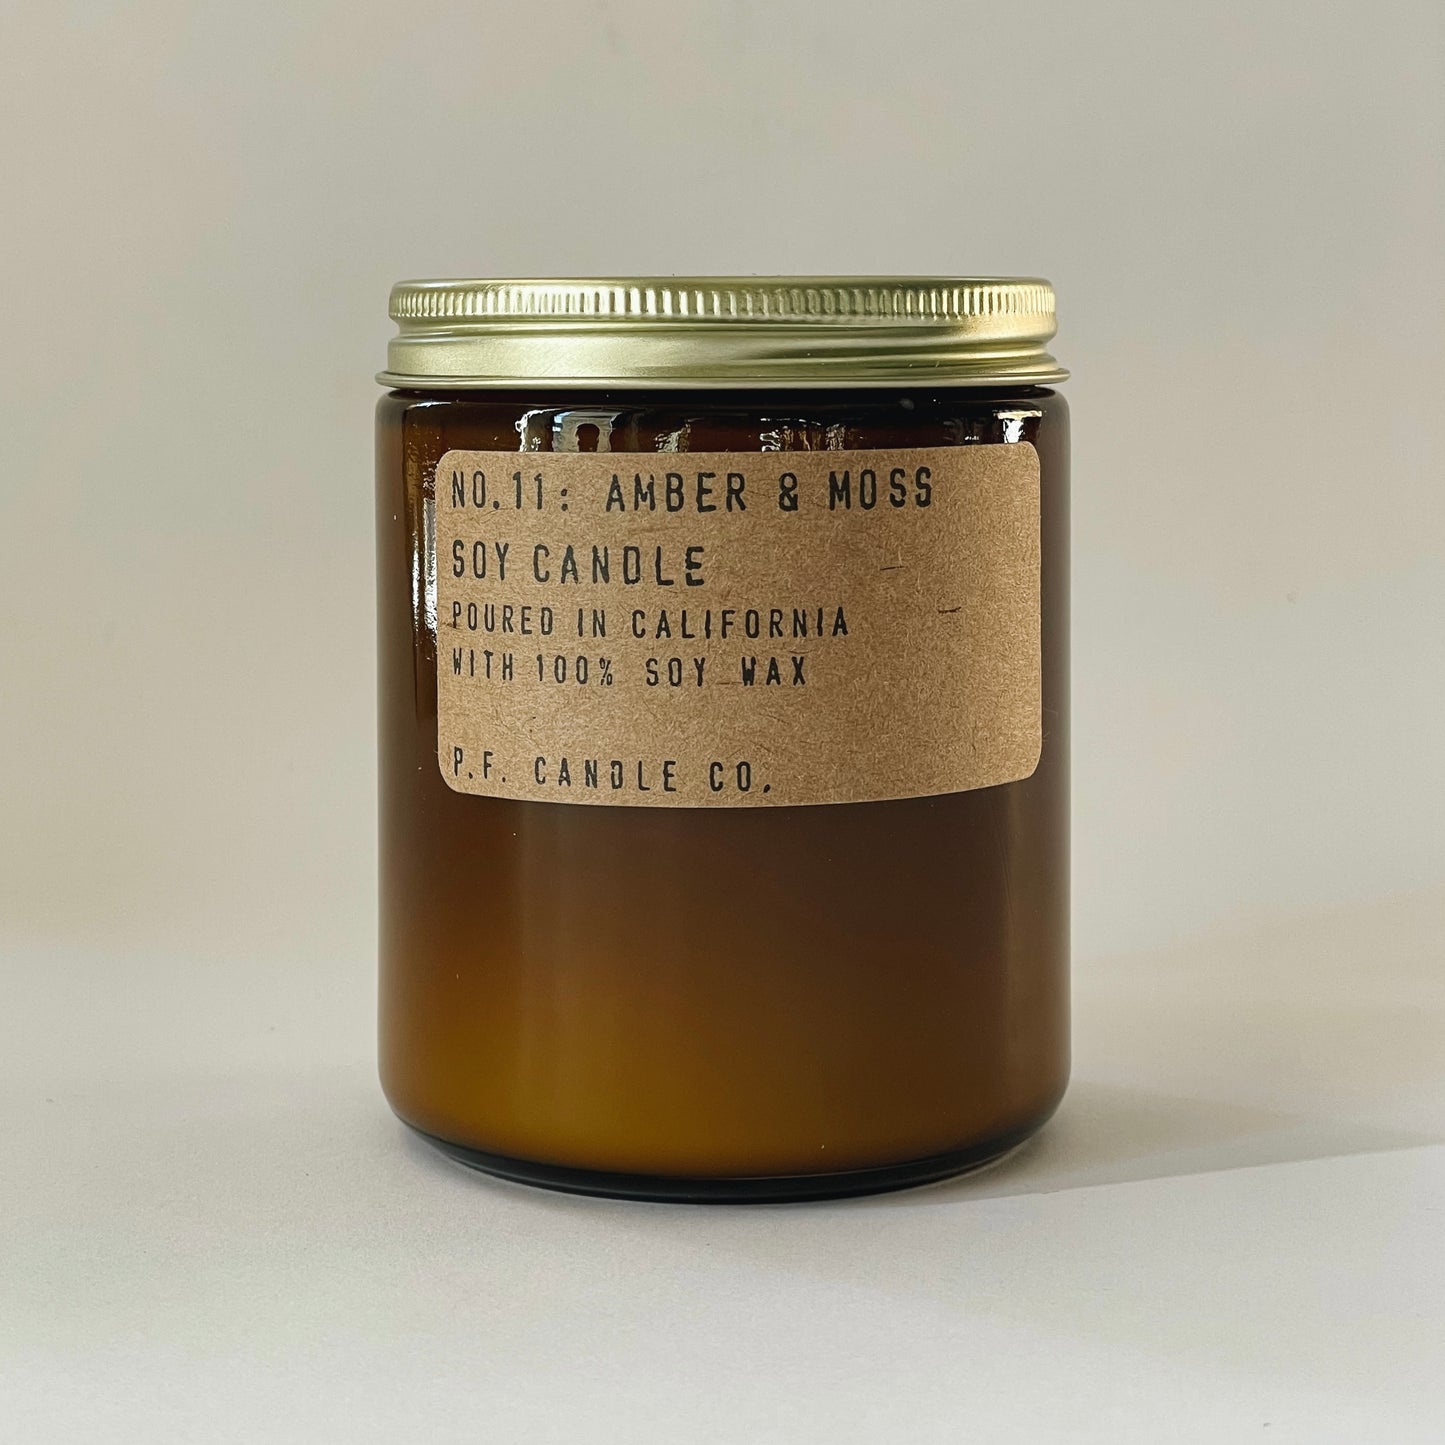 NO.11: AMBER & MOSS
SOY CANDLE
POURED IN CALIFORNIA
WITH 100% SOY WAX
P.F. CANDLE CO.